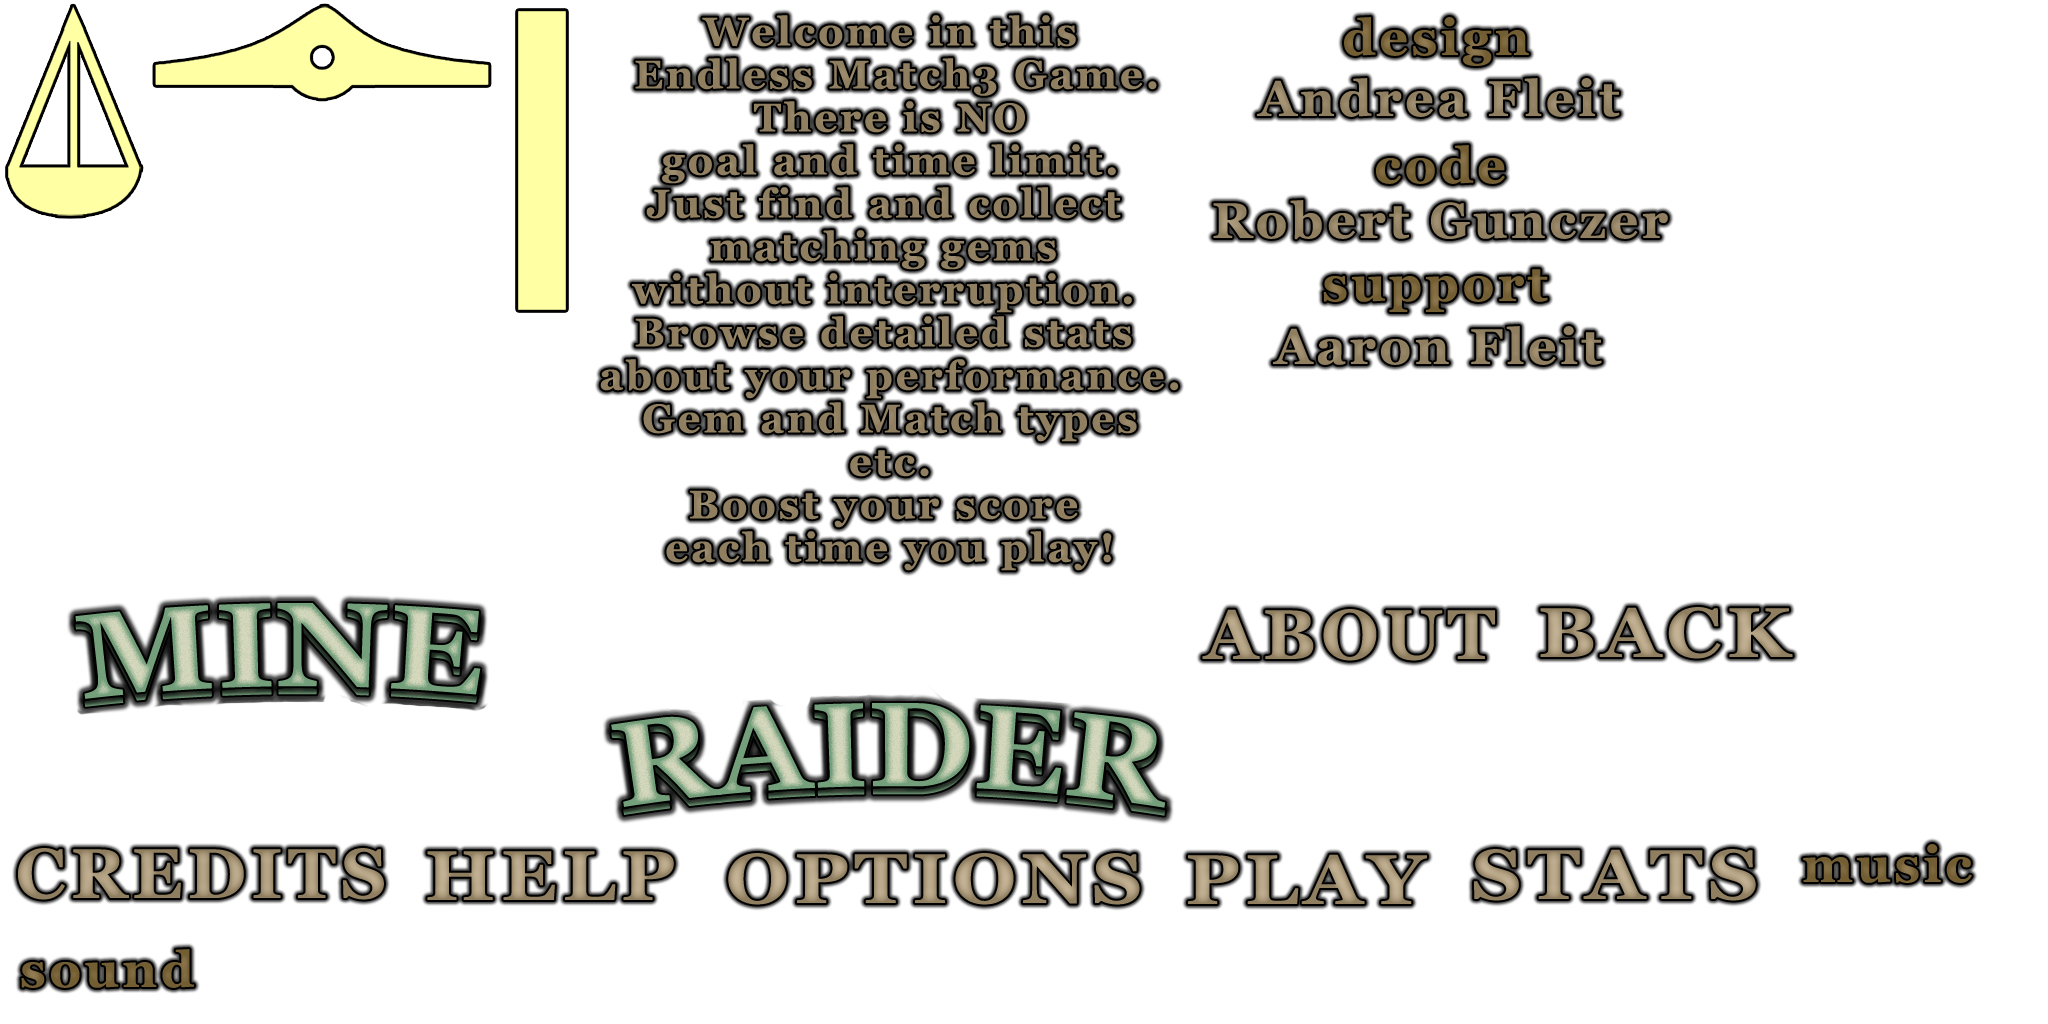 Welcome in this
Endless Match3 Game.
There is NO
goal and time limit.
Just find and collect
matching gems
without interruption.
Browse detailed stats
about your performance.
Gem and Match types
etc.
Boost your score
each time you play!
design
Andrea Fleit
code
Robert Gunczer
support
Aaron Fleit
MINE
RAIDER
ABOUT BACK
CREDITS HELP OPTIONS PLAY STATS music
sound